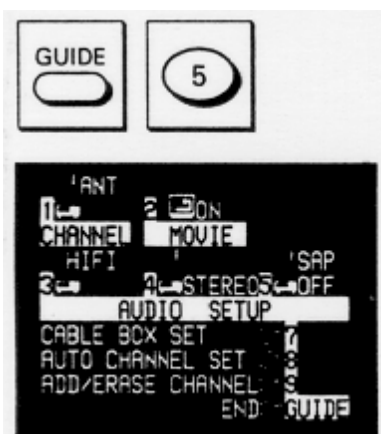 GUIDE
5
'ANT
1 2 ON
CHANNEL MOVIE
HIFI ' 'SAP
3 4 STEREO 5 OFF
AUDIO SETUP
CABLE BOX SET 7
AUTO CHANNEL SET 8
ADD/ERASE CHANNEL 9
END GUIDE